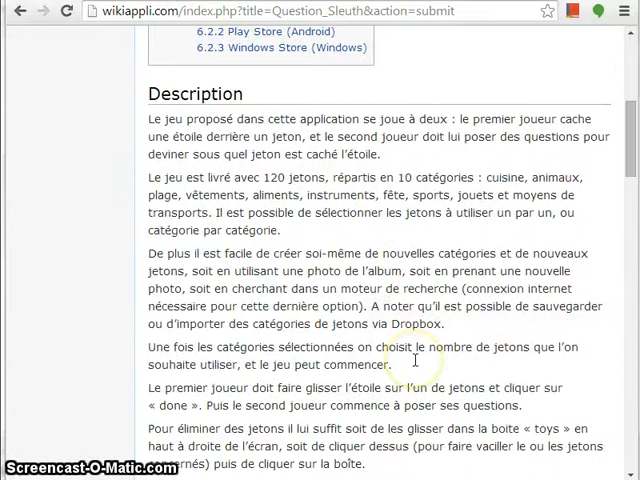 wikiappli.com/index.php?title=Question_Sleuth&action=submit
6.2.2 Play Store (Android)
6.2.3 Windows Store (Windows)
Description
Le jeu proposé dans cette application se joue à deux : le premier joueur cache
une étoile derrière un jeton, et le second joueur doit lui poser des questions pour
deviner sous quel jeton est caché l'étoile.
Le jeu est livré avec 120 jetons, répartis en 10 catégories : cuisine, animaux,
plage, vêtements, aliments, instruments, fête, sports, jouets et moyens de
transports. Il est possible de sélectionner les jetons à utiliser un par un, ou
catégorie par catégorie.
De plus il est facile de créer soi-même de nouvelles catégories et de nouveaux
jetons, soit en utilisant une photo de l'album, soit en prenant une nouvelle
photo, soit en cherchant dans un moteur de recherche (connexion internet
nécessaire pour cette dernière option). A noter qu'il est possible de sauvegarder
ou d'importer des catégories de jetons via Dropbox.
Une fois les catégories sélectionnées on choisit le nombre de jetons que l'on
souhaite utiliser, et le jeu peut commencer.
Le premier joueur doit faire glisser l'étoile sur l'un de jetons et cliquer sur
« done ». Puis le second joueur commence à poser ses questions.
Pour éliminer des jetons il lui suffit soit de les glisser dans la boite « toys » en
haut à droite de l'écran, soit de cliquer dessus (pour faire vaciller le ou les jetons
cernés) puis de cliquer sur la boîte.
Screencast-O-Matic.com